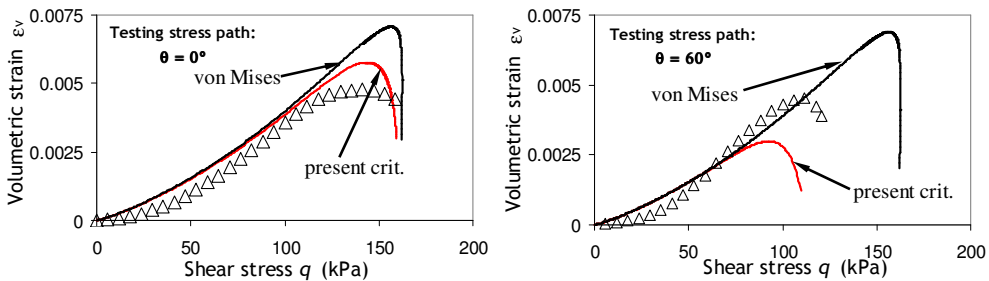 0.0075
0.005
0.0025
0
0
50
100
150
200
Volumetric strain εv
Shear stress q (kPa)
Testing stress path:
θ = 0°
von Mises
present crit.
0.0075
0.005
0.0025
0
0
50
100
150
200
Volumetric strain εv
Shear stress q (kPa)
Testing stress path:
θ = 60°
von Mises
present crit.